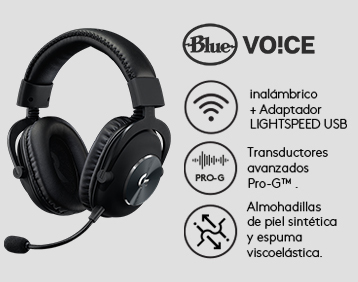 Blue VO!CE
inalámbrico
+ Adaptador
LIGHTSPEED USB
PRO-G
Transductores
avanzados
Pro-G™ .
Almohadillas
de piel sintética
y espuma
viscoelástica.